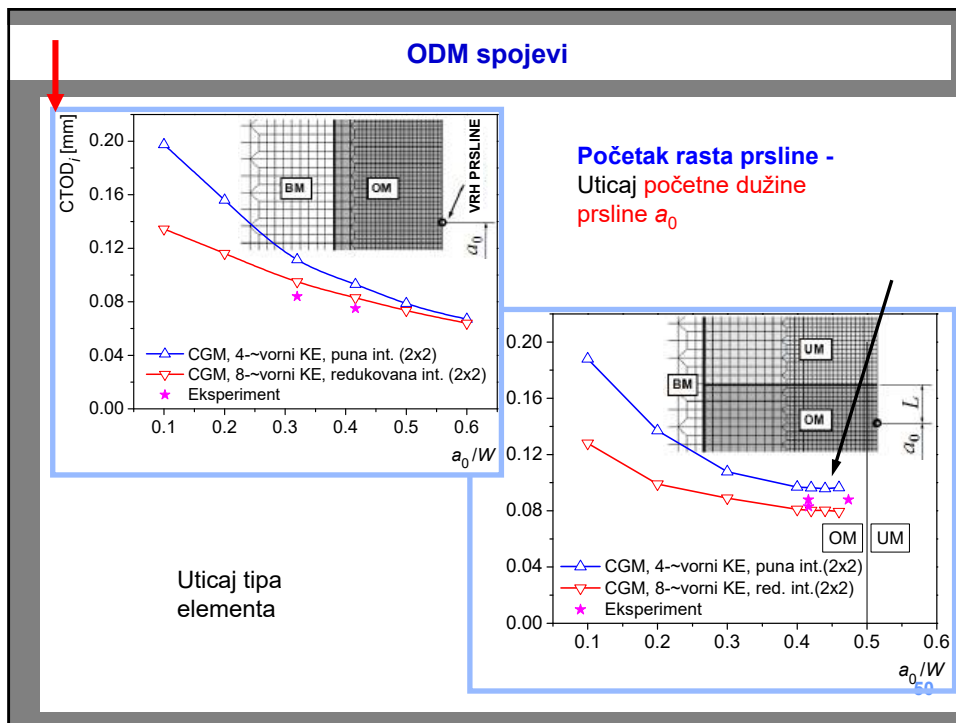 ODM spojevi
CTOD_i [mm]
0.20
0.16
0.12
0.08
0.04
0.00
BM
OM
VRH PRSLINE
a₀
CGM, 4-~vorni KE, puna int. (2x2)
CGM, 8-~vorni KE, redukovana int. (2x2)
Eksperiment
0.1 0.2 0.3 0.4 0.5 0.6
a₀/W
Početak rasta prsline -
Uticaj početne dužine
prsline a₀
0.20
0.16
0.12
0.08
0.04
0.00
UM
BM
OM
L
a₀
OM UM
CGM, 4-~vorni KE, puna int.(2x2)
CGM, 8-~vorni KE, red. int.(2x2)
Eksperiment
0.1 0.2 0.3 0.4 0.5 0.6
a₀/W
Uticaj tipa
elementa
50